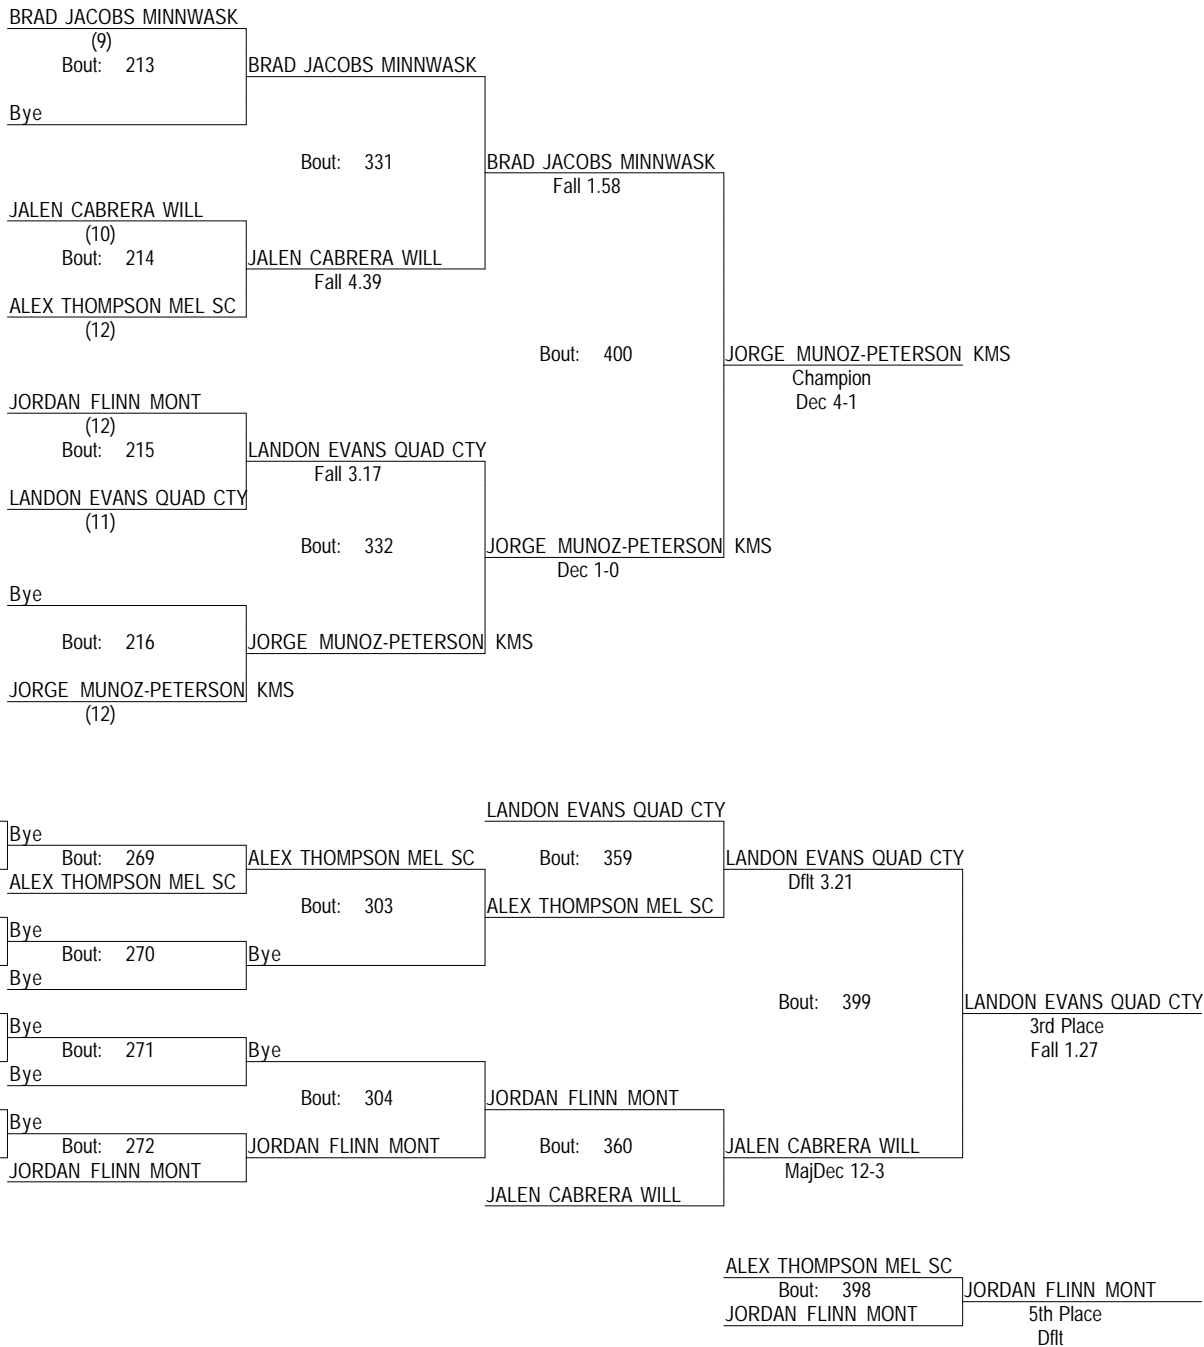 BRAD JACOBS MINNWASK
(9)
Bout: 213 BRAD JACOBS MINNWASK
Bye
Bout: 331 BRAD JACOBS MINNWASK
Fall 1.58
JALEN CABRERA WILL
(10)
Bout: 214 JALEN CABRERA WILL
Fall 4.39
ALEX THOMPSON MEL SC
(12)
Bout: 400 JORGE MUNOZ-PETERSON KMS
Champion
Dec 4-1
JORDAN FLINN MONT
(12)
Bout: 215 LANDON EVANS QUAD CTY
Fall 3.17
LANDON EVANS QUAD CTY
(11)
Bout: 332 JORGE MUNOZ-PETERSON KMS
Dec 1-0
Bye
Bout: 216 JORGE MUNOZ-PETERSON KMS
JORGE MUNOZ-PETERSON KMS
(12)
LANDON EVANS QUAD CTY
Bye
Bout: 269 ALEX THOMPSON MEL SC Bout: 359 LANDON EVANS QUAD CTY
ALEX THOMPSON MEL SC Dflt 3.21
Bout: 303 ALEX THOMPSON MEL SC
Bye
Bout: 270 Bye
Bye
Bout: 399 LANDON EVANS QUAD CTY
Bye 3rd Place
Bout: 271 Bye Fall 1.27
Bye
Bout: 304 JORDAN FLINN MONT
Bye
Bout: 272 JORDAN FLINN MONT Bout: 360 JALEN CABRERA WILL
JORDAN FLINN MONT MajDec 12-3
JALEN CABRERA WILL
ALEX THOMPSON MEL SC
Bout: 398 JORDAN FLINN MONT
JORDAN FLINN MONT 5th Place
Dflt